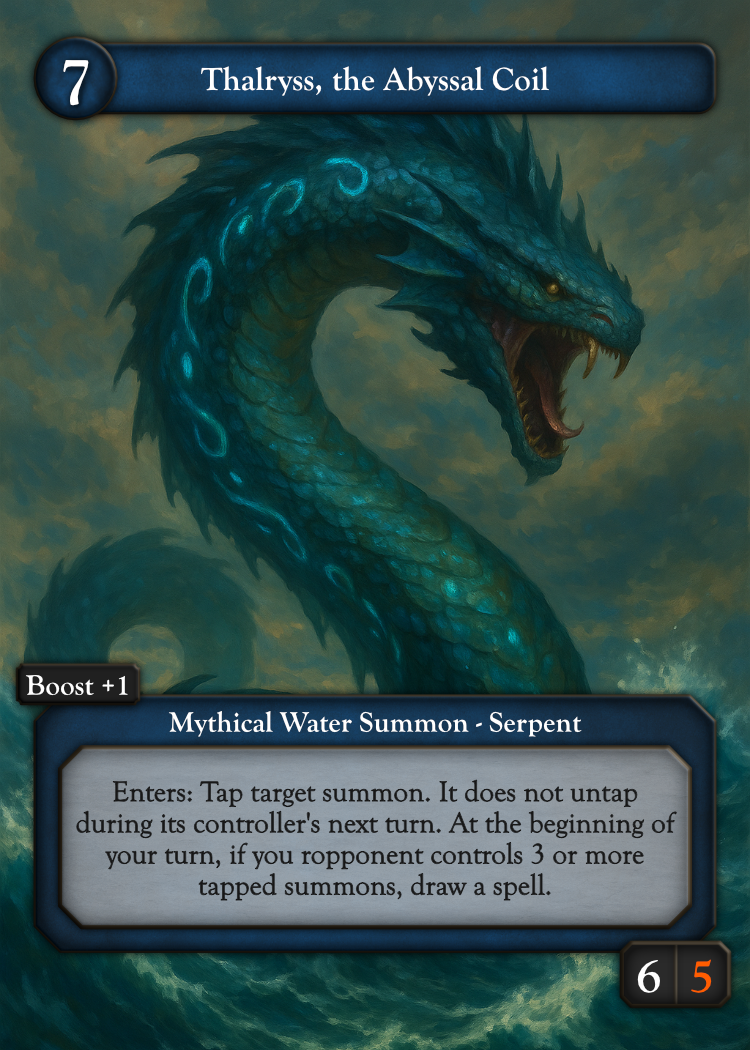 7
Thalryss, the Abyssal Coil
Boost +1
Mythical Water Summon - Serpent
Enters: Tap target summon. It does not untap
during its controller's next turn. At the beginning of
your turn, if you ropponent controls 3 or more
tapped summons, draw a spell.
6 5